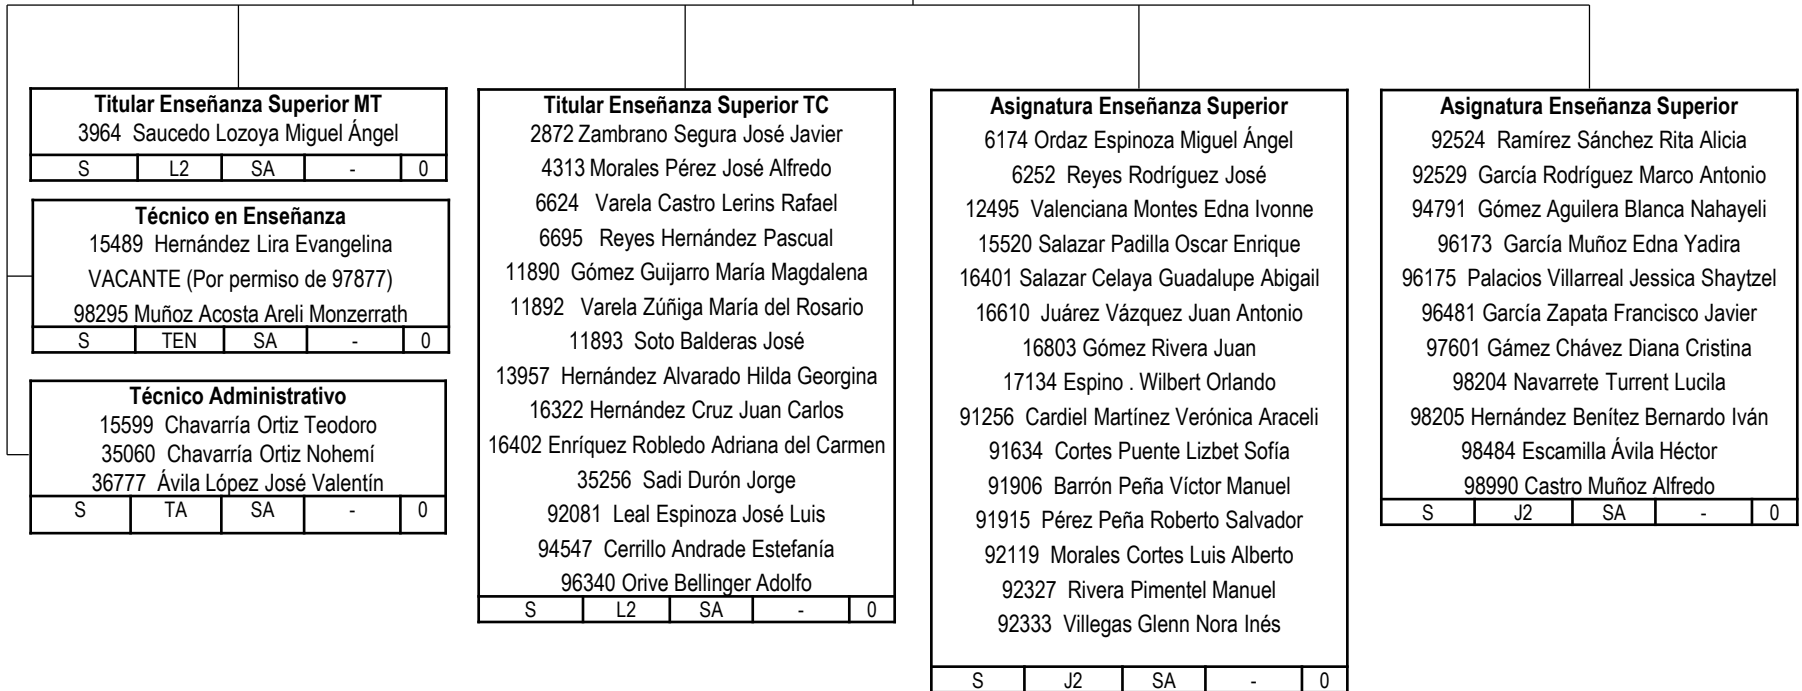 Titular Enseñanza Superior MT
3964 Saucedo Lozoya Miguel Ángel
S L2 SA - 0
Técnico en Enseñanza
15489 Hernández Lira Evangelina
VACANTE (Por permiso de 97877)
98295 Muñoz Acosta Areli Monzerrath
S TEN SA - 0
Técnico Administrativo
15599 Chavarría Ortiz Teodoro
35060 Chavarría Ortiz Nohemí
36777 Ávila López José Valentín
S TA SA - 0
Titular Enseñanza Superior TC
2872 Zambrano Segura José Javier
4313 Morales Pérez José Alfredo
6624 Varela Castro Lerins Rafael
6695 Reyes Hernández Pascual
11890 Gómez Guijarro María Magdalena
11892 Varela Zúñiga María del Rosario
11893 Soto Balderas José
13957 Hernández Alvarado Hilda Georgina
16322 Hernández Cruz Juan Carlos
16402 Enríquez Robledo Adriana del Carmen
35256 Sadi Durón Jorge
92081 Leal Espinoza José Luis
94547 Cerrillo Andrade Estefanía
96340 Orive Bellinger Adolfo
S L2 SA - 0
Asignatura Enseñanza Superior
6174 Ordaz Espinoza Miguel Ángel
6252 Reyes Rodríguez José
12495 Valenciana Montes Edna Ivonne
15520 Salazar Padilla Oscar Enrique
16401 Salazar Celaya Guadalupe Abigail
16610 Juárez Vázquez Juan Antonio
16803 Gómez Rivera Juan
17134 Espino . Wilbert Orlando
91256 Cardiel Martínez Verónica Araceli
91634 Cortes Puente Lizbet Sofía
91906 Barrón Peña Víctor Manuel
91915 Pérez Peña Roberto Salvador
92119 Morales Cortes Luis Alberto
92327 Rivera Pimentel Manuel
92333 Villegas Glenn Nora Inés
S J2 SA - 0
Asignatura Enseñanza Superior
92524 Ramírez Sánchez Rita Alicia
92529 García Rodríguez Marco Antonio
94791 Gómez Aguilera Blanca Nahayeli
96173 García Muñoz Edna Yadira
96175 Palacios Villarreal Jessica Shaytzel
96481 García Zapata Francisco Javier
97601 Gámez Chávez Diana Cristina
98204 Navarrete Turrent Lucila
98205 Hernández Benítez Bernardo Iván
98484 Escamilla Ávila Héctor
98990 Castro Muñoz Alfredo
S J2 SA - 0